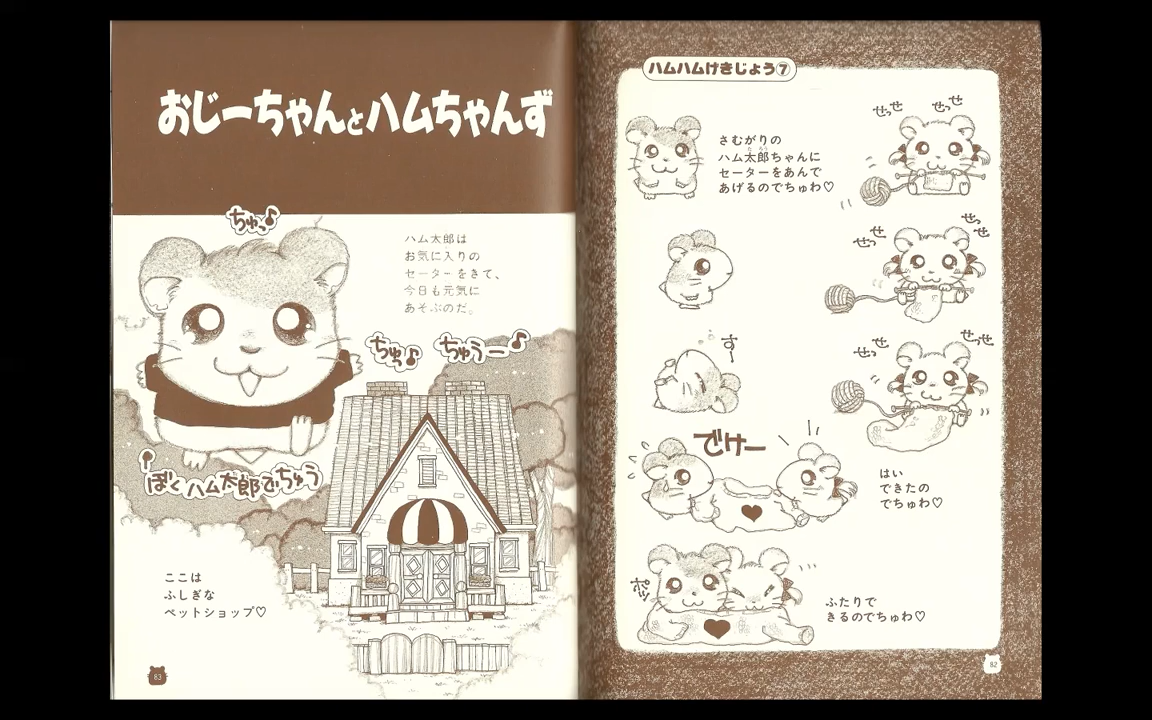 ハムハムげきじょう⑦
さむがりの
ハム太郎ちゃんに
セーターをあんで
あげるのでちゅわ♡
せっせ
せっせ
せっせ
せっせ
すー
せっせ
せっせ
でけー
はい
できたの
でちゅわ♡
ポッ
ふたりで
きるのでちゅわ♡
82
おじーちゃんとハムちゃんず
ちゅっ♪
ハム太郎は
お気に入りの
セーターをきて、
今日も元気に
あそぶのだ。
ちゅっ♪
ちゅうー♪
ぼくハム太郎でちゅう
ここは
ふしぎな
ペットショップ♡
83